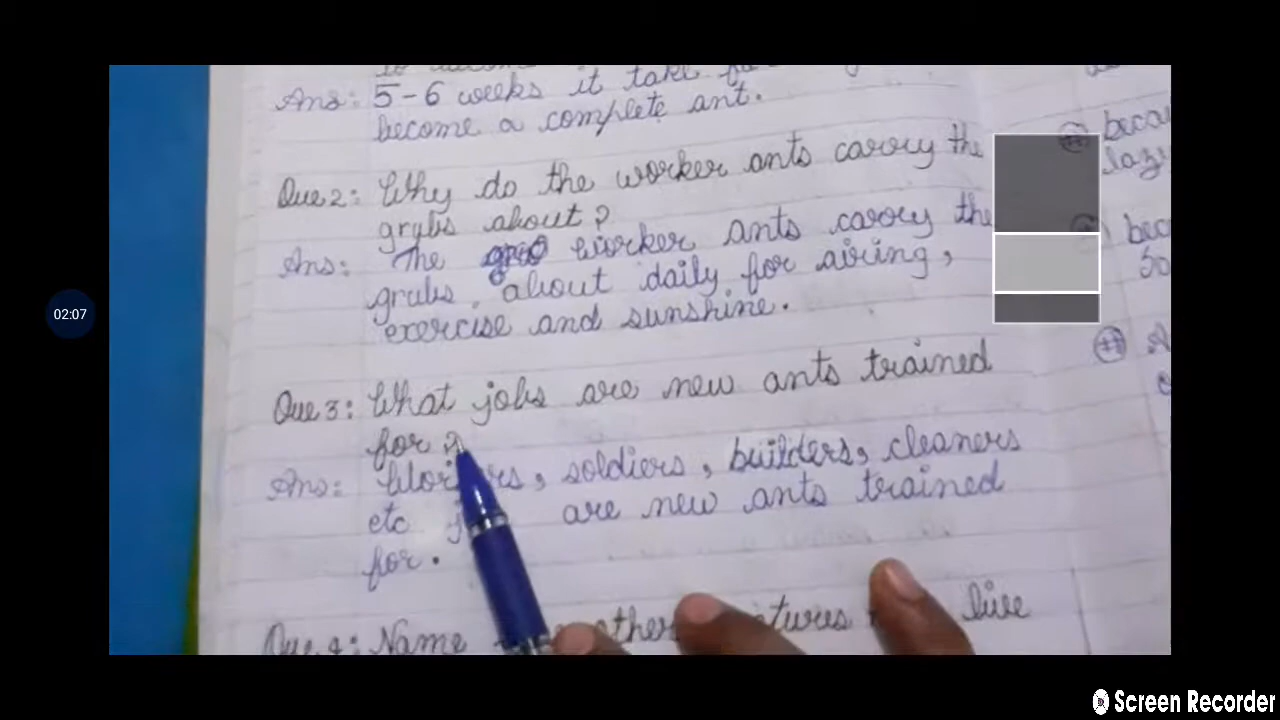 Ans: 5-6 weeks it take
become a complete ant.
Que 2: Why do the worker ants carry the
grubs about?
Ans: The worker ants carry the
grubs about daily for airing,
exercise and sunshine.
Que 3: What jobs are new ants trained
for?
Ans: soldiers, builders, cleaners
etc are new ants trained
for.
Que 4: Name live
02:07
Screen Recorder